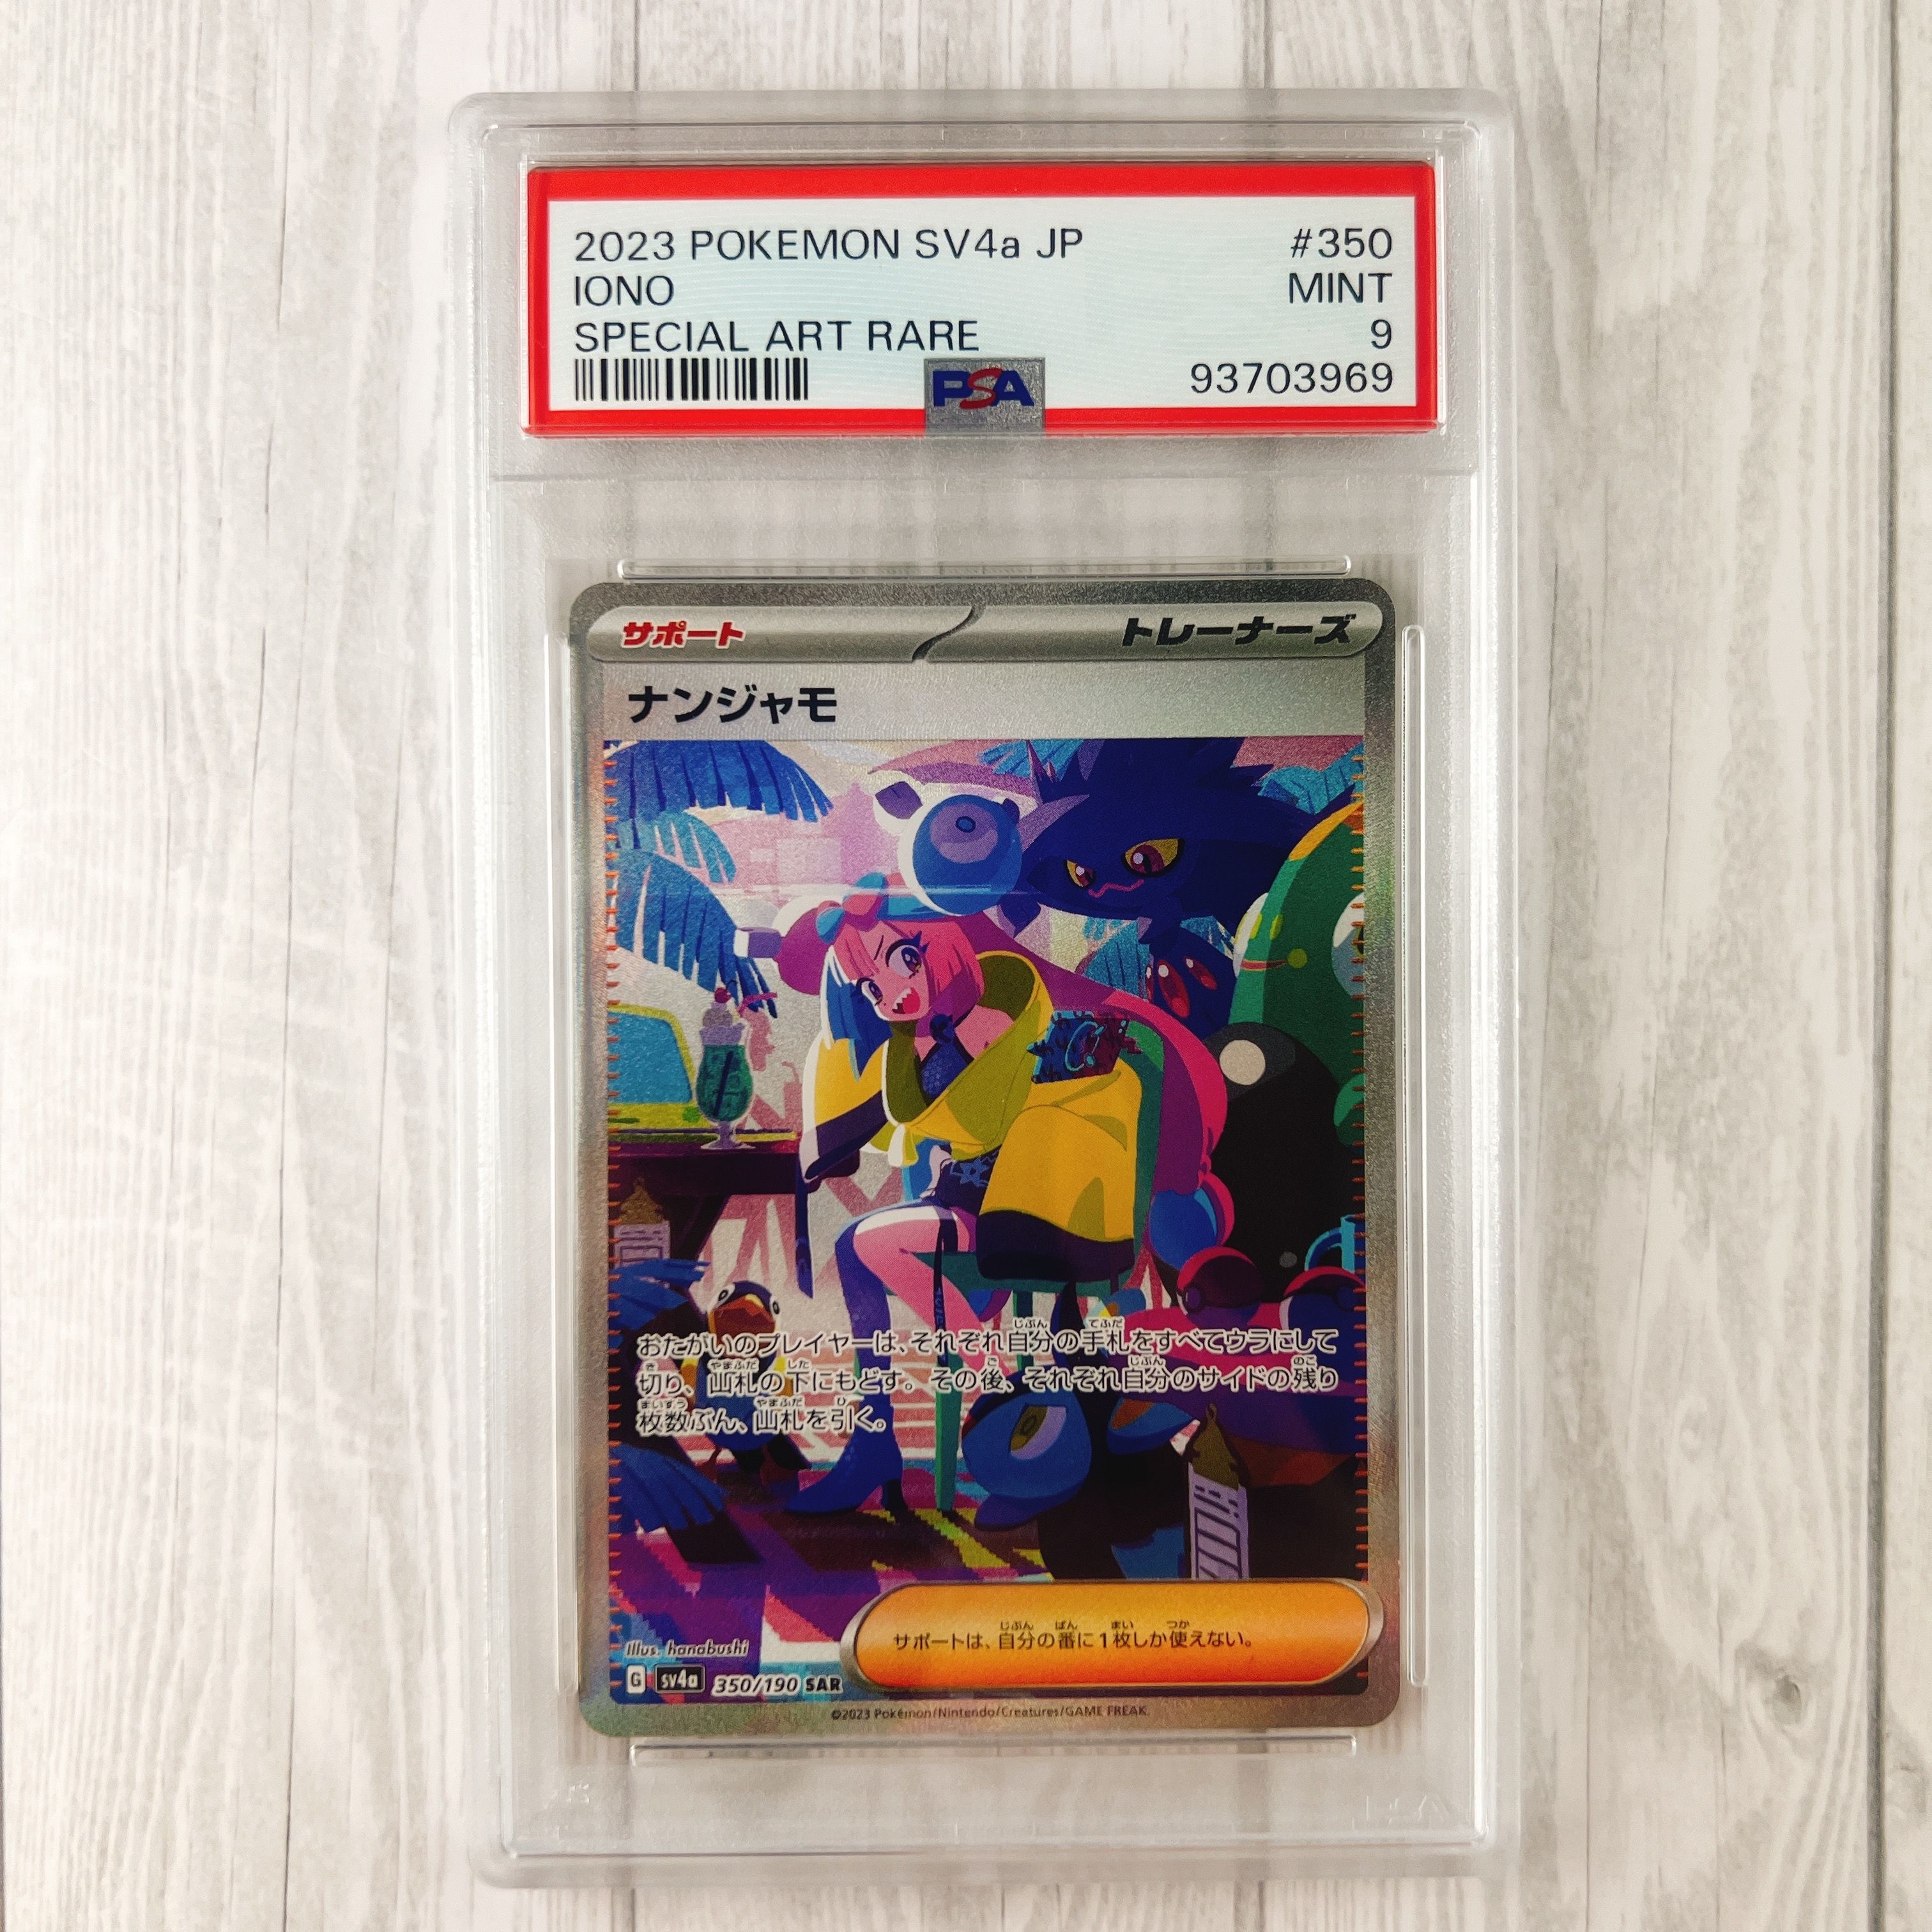 2023 POKEMON SV4a JP #350
IONO MINT
SPECIAL ART RARE 9
PSA 93703969
サポート トレーナーズ
ナンジャモ
おたがいのプレイヤーは、それぞれ自分の手札をすべてウラにして
切り、山札の下にもどす。その後、それぞれ自分のサイドの残り
枚数ぶん、山札を引く。
サポートは、自分の番に1枚しか使えない。
Illus. hanabushi
G sv4a 350/190 SAR
©2023 Pokémon/Nintendo/Creatures/GAME FREAK.